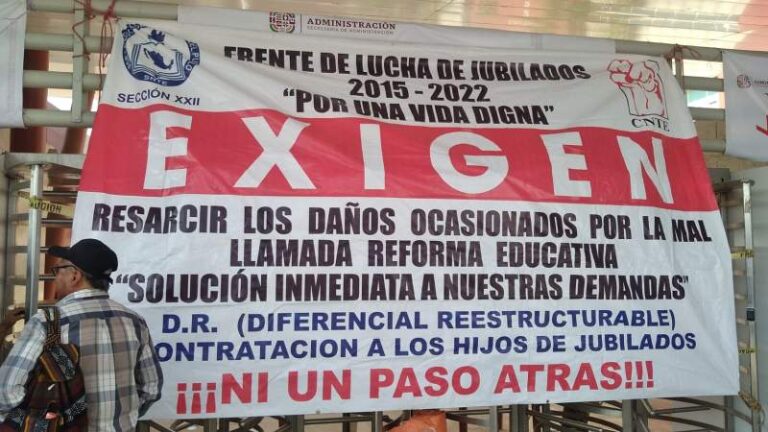 ADMINISTRACIÓN
SECRETARÍA DE ADMINISTRACIÓN
ADMINISTRACIÓN
SNTE
SECCIÓN XXII
CNTE
FRENTE DE LUCHA DE JUBILADOS
2015 - 2022
“POR UNA VIDA DIGNA”
EXIGEN
RESARCIR LOS DAÑOS OCASIONADOS POR LA MAL
LLAMADA REFORMA EDUCATIVA
“SOLUCIÓN INMEDIATA A NUESTRAS DEMANDAS”
D.R. (DIFERENCIAL REESTRUCTURABLE)
ONTRATACION A LOS HIJOS DE JUBILADOS
¡¡¡NI UN PASO ATRAS!!!